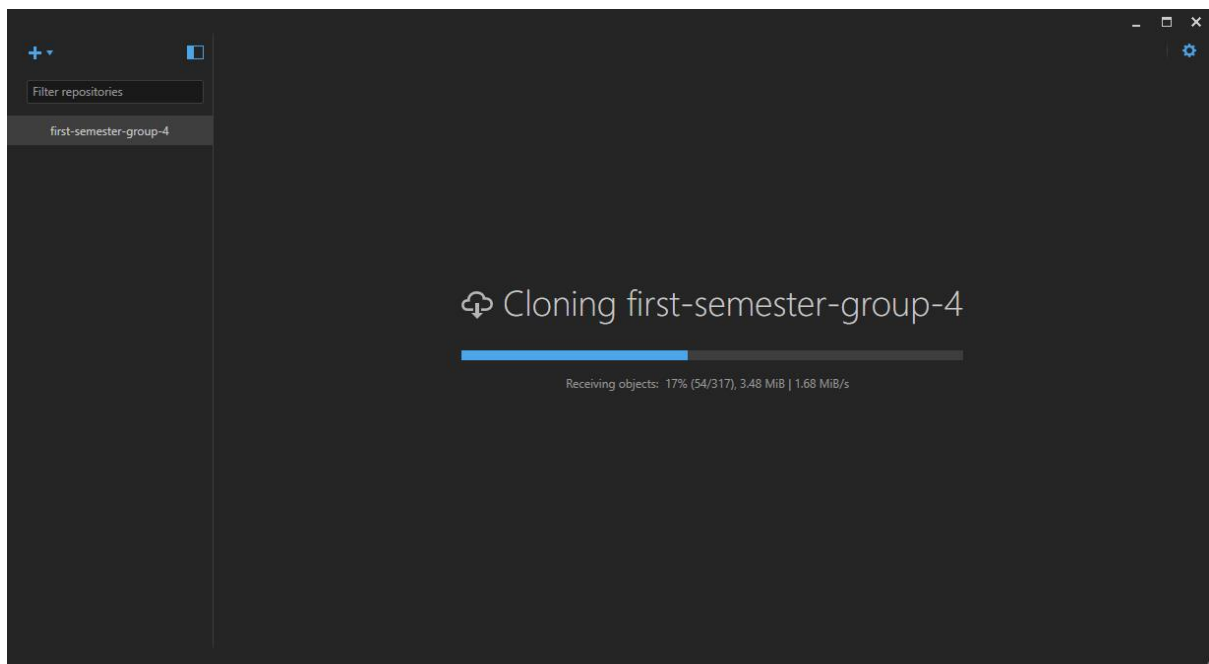 Filter repositories
first-semester-group-4
Cloning first-semester-group-4
Receiving objects: 17% (54/317), 3.48 MiB | 1.68 MiB/s